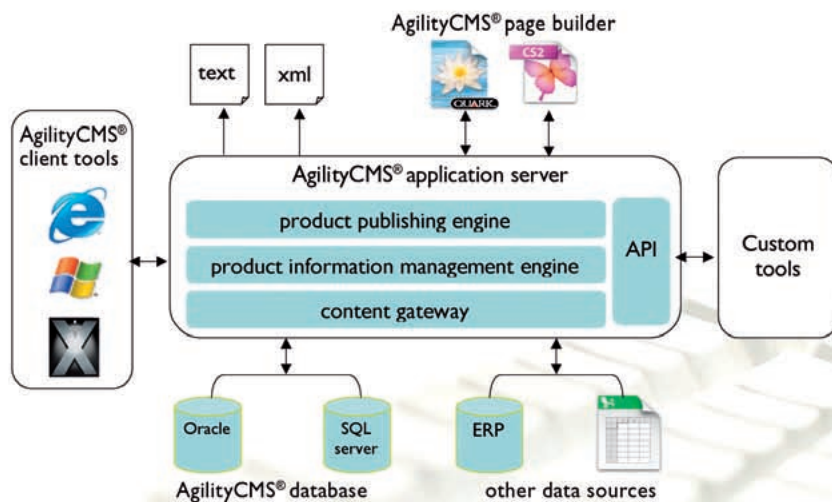 AgilityCMS® page builder
text
xml
QUARK
CS2
AgilityCMS®
client tools
AgilityCMS® application server
product publishing engine
product information management engine
content gateway
API
Custom
tools
Oracle
SQL
server
ERP
AgilityCMS® database
other data sources